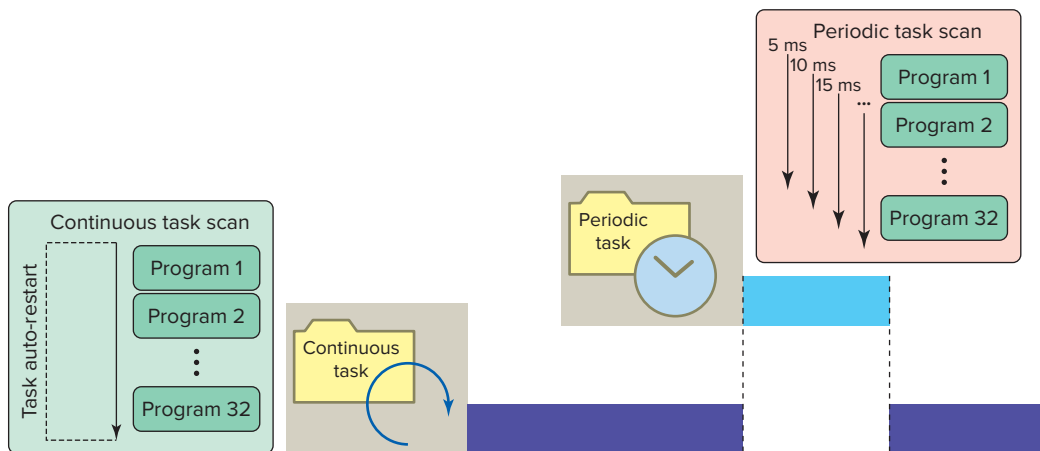 Periodic task scan
5 ms
10 ms
15 ms
...
Program 1
Program 2
Program 32
Periodic
task
Continuous task scan
Task auto-restart
Program 1
Program 2
Program 32
Continuous
task